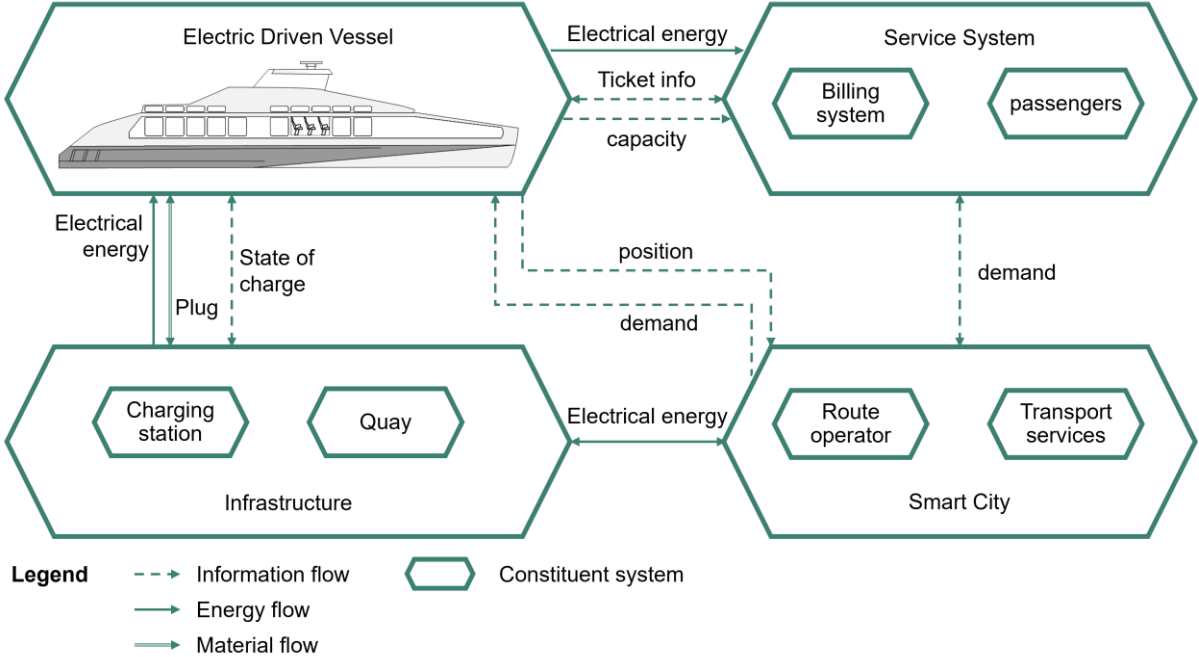 Electric Driven Vessel
Electrical energy
Service System
Ticket info
Billing
system
passengers
capacity
Electrical
energy
State of
charge
Plug
position
demand
demand
Charging
station
Quay
Electrical energy
Route
operator
Transport
services
Infrastructure
Smart City
Legend
Information flow
Constituent system
Energy flow
Material flow